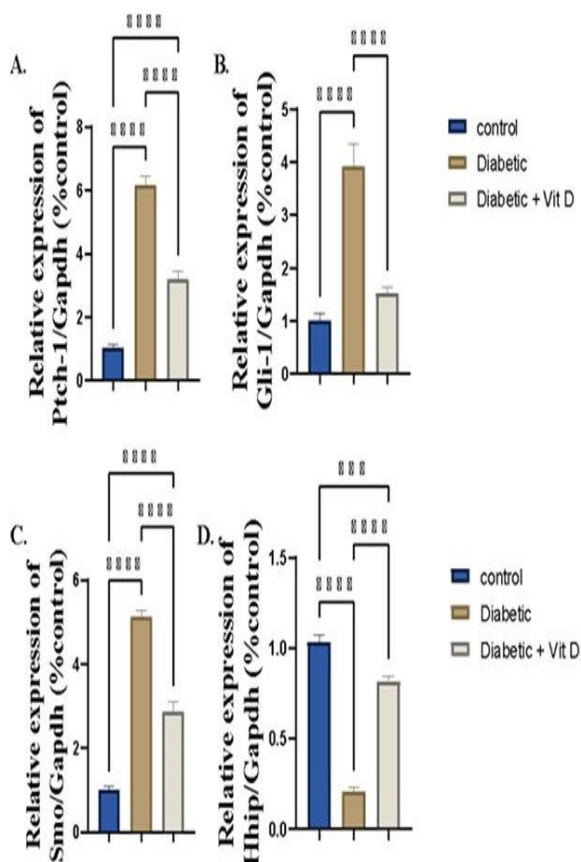 A.
Relative expression of
Ptch-1/Gapdh (%control)
8
6
4
2
0
B.
Relative expression of
Gli-1/Gapdh (%control)
5
4
3
2
1
0
control
Diabetic
Diabetic + Vit D
C.
Relative expression of
Smo/Gapdh (%control)
6
4
2
0
D.
Relative expression of
Hhip/Gapdh (%control)
1.5
1.0
0.5
0.0
control
Diabetic
Diabetic + Vit D